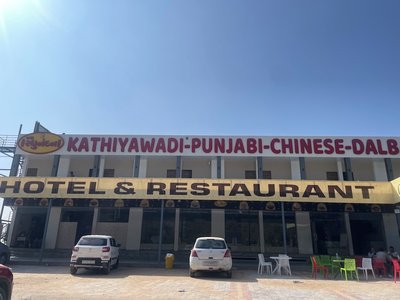 KATHIYAWADI-PUNJABI-CHINESE-DALB
HOTEL & RESTAURANT